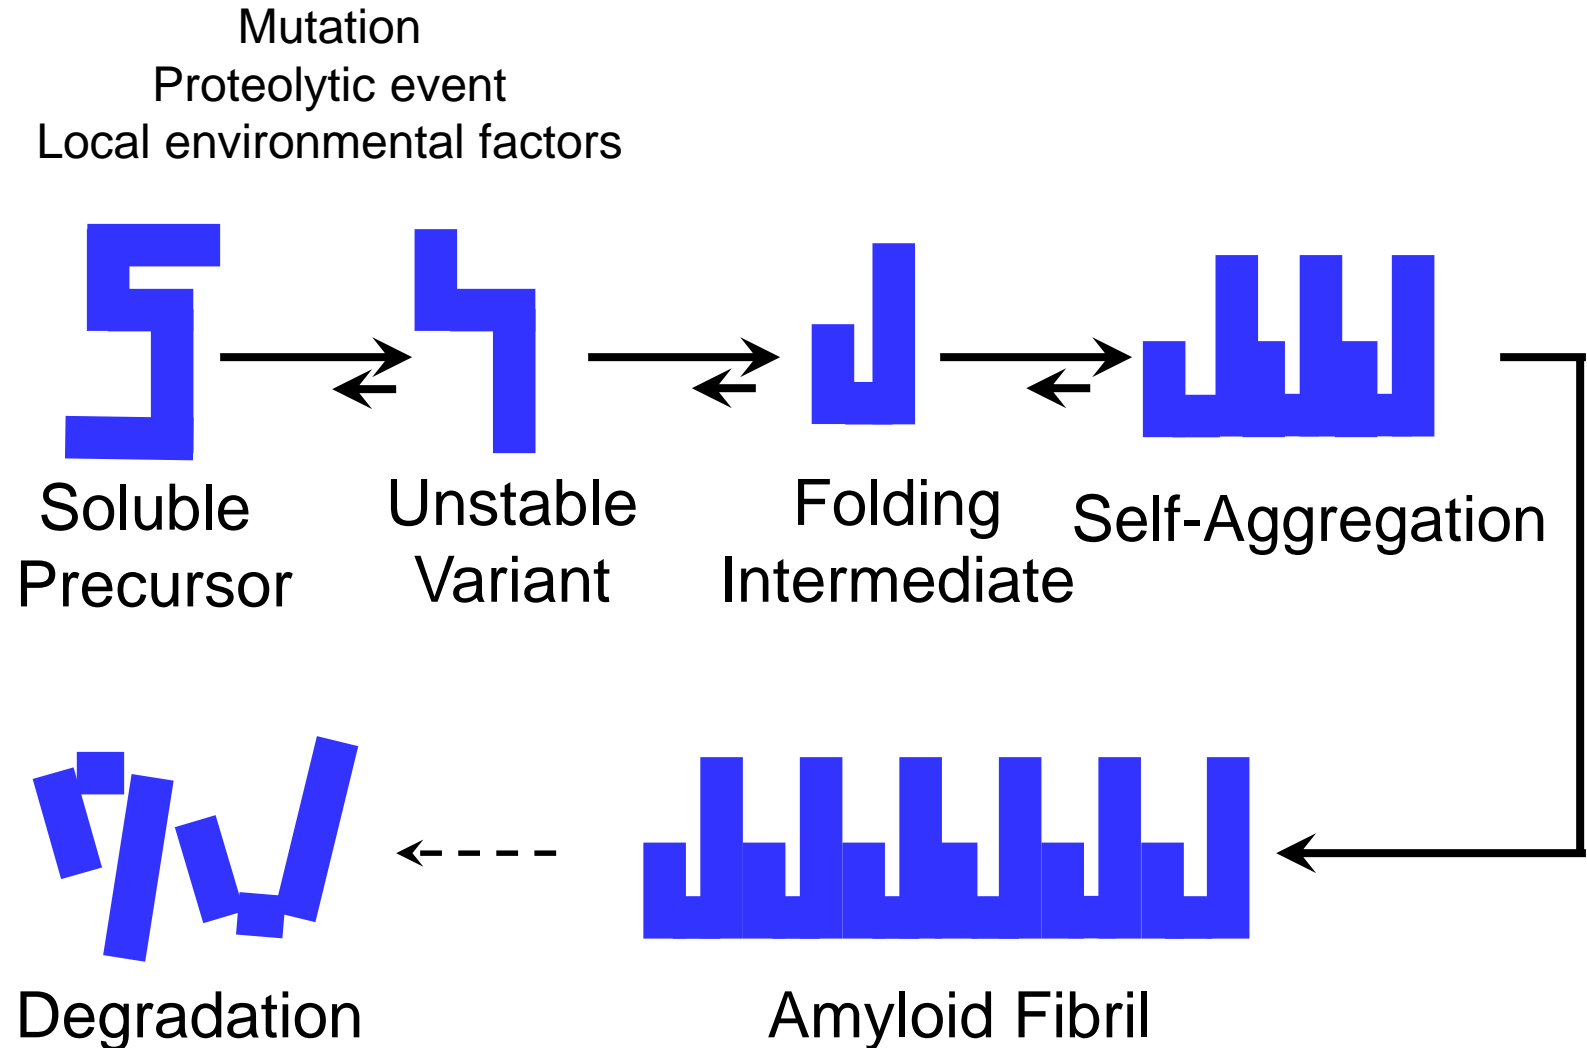 Mutation
Proteolytic event
Local environmental factors
Soluble
Precursor
Unstable
Variant
Folding
Intermediate
Self-Aggregation
Degradation
Amyloid Fibril